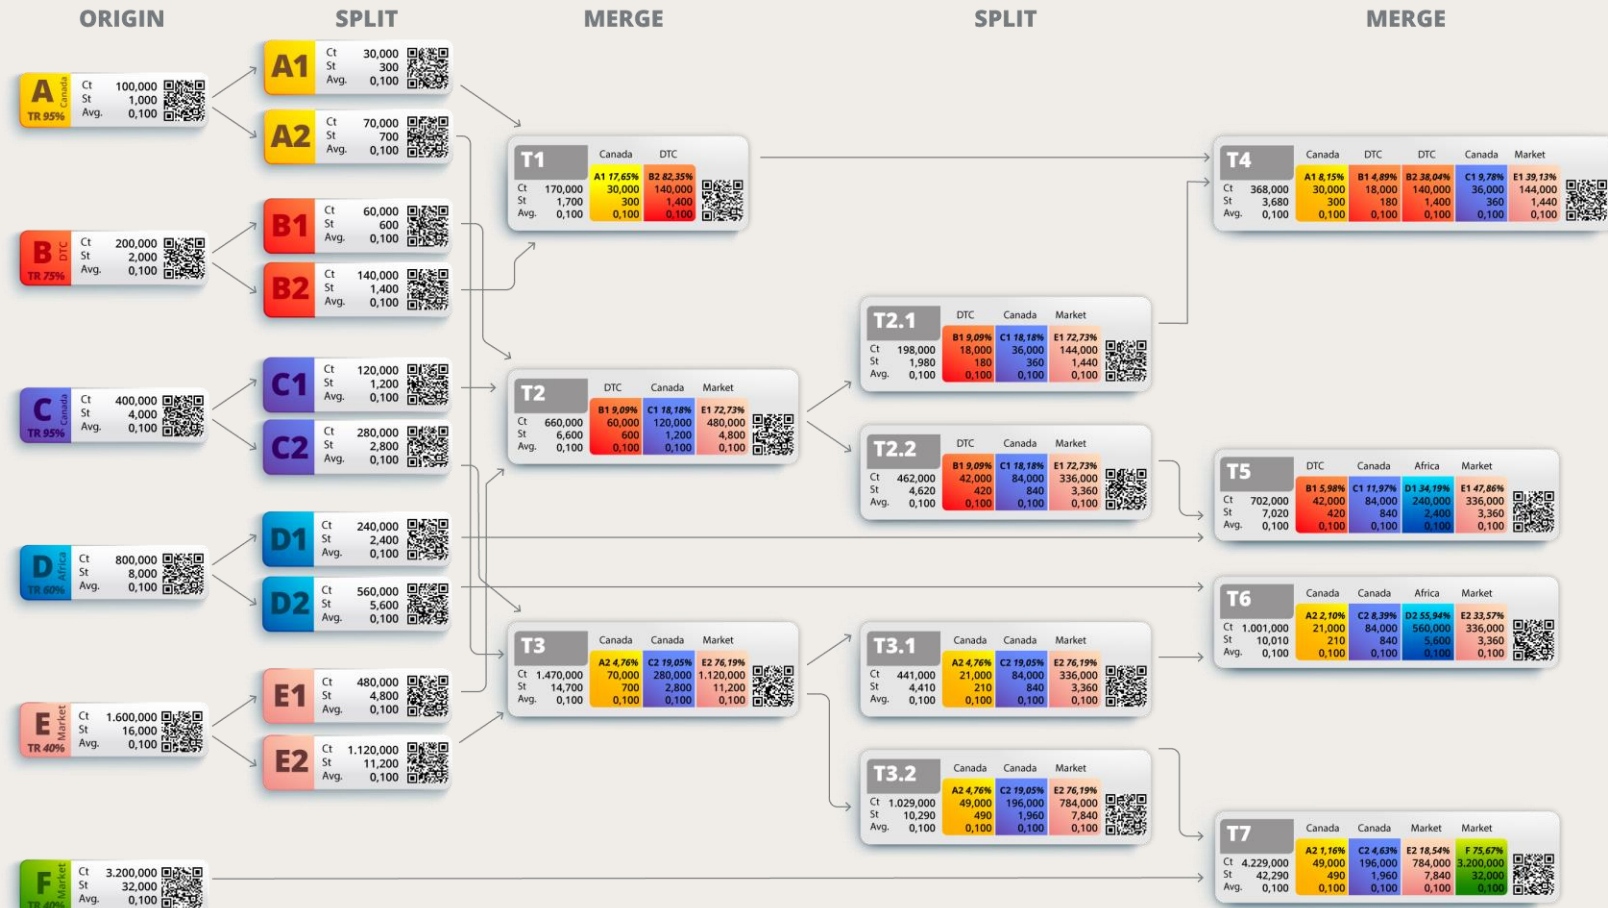 ORIGIN SPLIT MERGE SPLIT MERGE
A
Canada
TR 95%
Ct 100,000
St 1,000
Avg. 0,100
A1
Ct 30,000
St 300
Avg. 0,100
A2
Ct 70,000
St 700
Avg. 0,100
B
DTC
TR 75%
Ct 200,000
St 2,000
Avg. 0,100
B1
Ct 60,000
St 600
Avg. 0,100
B2
Ct 140,000
St 1,400
Avg. 0,100
C
Canada
TR 95%
Ct 400,000
St 4,000
Avg. 0,100
C1
Ct 120,000
St 1,200
Avg. 0,100
C2
Ct 280,000
St 2,800
Avg. 0,100
D
Africa
TR 60%
Ct 800,000
St 8,000
Avg. 0,100
D1
Ct 240,000
St 2,400
Avg. 0,100
D2
Ct 560,000
St 5,600
Avg. 0,100
E
Market
TR 40%
Ct 1.600,000
St 16,000
Avg. 0,100
E1
Ct 480,000
St 4,800
Avg. 0,100
E2
Ct 1.120,000
St 11,200
Avg. 0,100
F
Market
TR 40%
Ct 3.200,000
St 32,000
Avg. 0,100
T1 Canada DTC
A1 17,65% B2 82,35%
Ct 170,000 30,000 140,000
St 1,700 300 1,400
Avg. 0,100 0,100 0,100
T2 DTC Canada Market
B1 9,09% C1 18,18% E1 72,73%
Ct 660,000 60,000 120,000 480,000
St 6,600 600 1,200 4,800
Avg. 0,100 0,100 0,100 0,100
T3 Canada Canada Market
A2 4,76% C2 19,05% E2 76,19%
Ct 1.470,000 70,000 280,000 1.120,000
St 14,700 700 2,800 11,200
Avg. 0,100 0,100 0,100 0,100
T2.1 DTC Canada Market
B1 9,09% C1 18,18% E1 72,73%
Ct 198,000 18,000 36,000 144,000
St 1,980 180 360 1,440
Avg. 0,100 0,100 0,100 0,100
T2.2 DTC Canada Market
B1 9,09% C1 18,18% E1 72,73%
Ct 462,000 42,000 84,000 336,000
St 4,620 420 840 3,360
Avg. 0,100 0,100 0,100 0,100
T3.1 Canada Canada Market
A2 4,76% C2 19,05% E2 76,19%
Ct 441,000 21,000 84,000 336,000
St 4,410 210 840 3,360
Avg. 0,100 0,100 0,100 0,100
T3.2 Canada Canada Market
A2 4,76% C2 19,05% E2 76,19%
Ct 1.029,000 49,000 196,000 784,000
St 10,290 490 1,960 7,840
Avg. 0,100 0,100 0,100 0,100
T4 Canada DTC DTC Canada Market
A1 8,15% B1 4,89% B2 38,04% C1 9,78% E1 39,13%
Ct 368,000 30,000 18,000 140,000 36,000 144,000
St 3,680 300 180 1,400 360 1,440
Avg. 0,100 0,100 0,100 0,100 0,100 0,100
T5 DTC Canada Africa Market
B1 5,98% C1 11,97% D1 34,19% E1 47,86%
Ct 702,000 42,000 84,000 240,000 336,000
St 7,020 420 840 2,400 3,360
Avg. 0,100 0,100 0,100 0,100 0,100
T6 Canada Canada Africa Market
A2 2,10% C2 8,39% D2 55,94% E2 33,57%
Ct 1.001,000 21,000 84,000 560,000 336,000
St 10,010 210 840 5,600 3,360
Avg. 0,100 0,100 0,100 0,100 0,100
T7 Canada Canada Market Market
A2 1,16% C2 4,63% E2 18,54% F 75,67%
Ct 4.229,000 49,000 196,000 784,000 3.200,000
St 42,290 490 1,960 7,840 32,000
Avg. 0,100 0,100 0,100 0,100 0,100